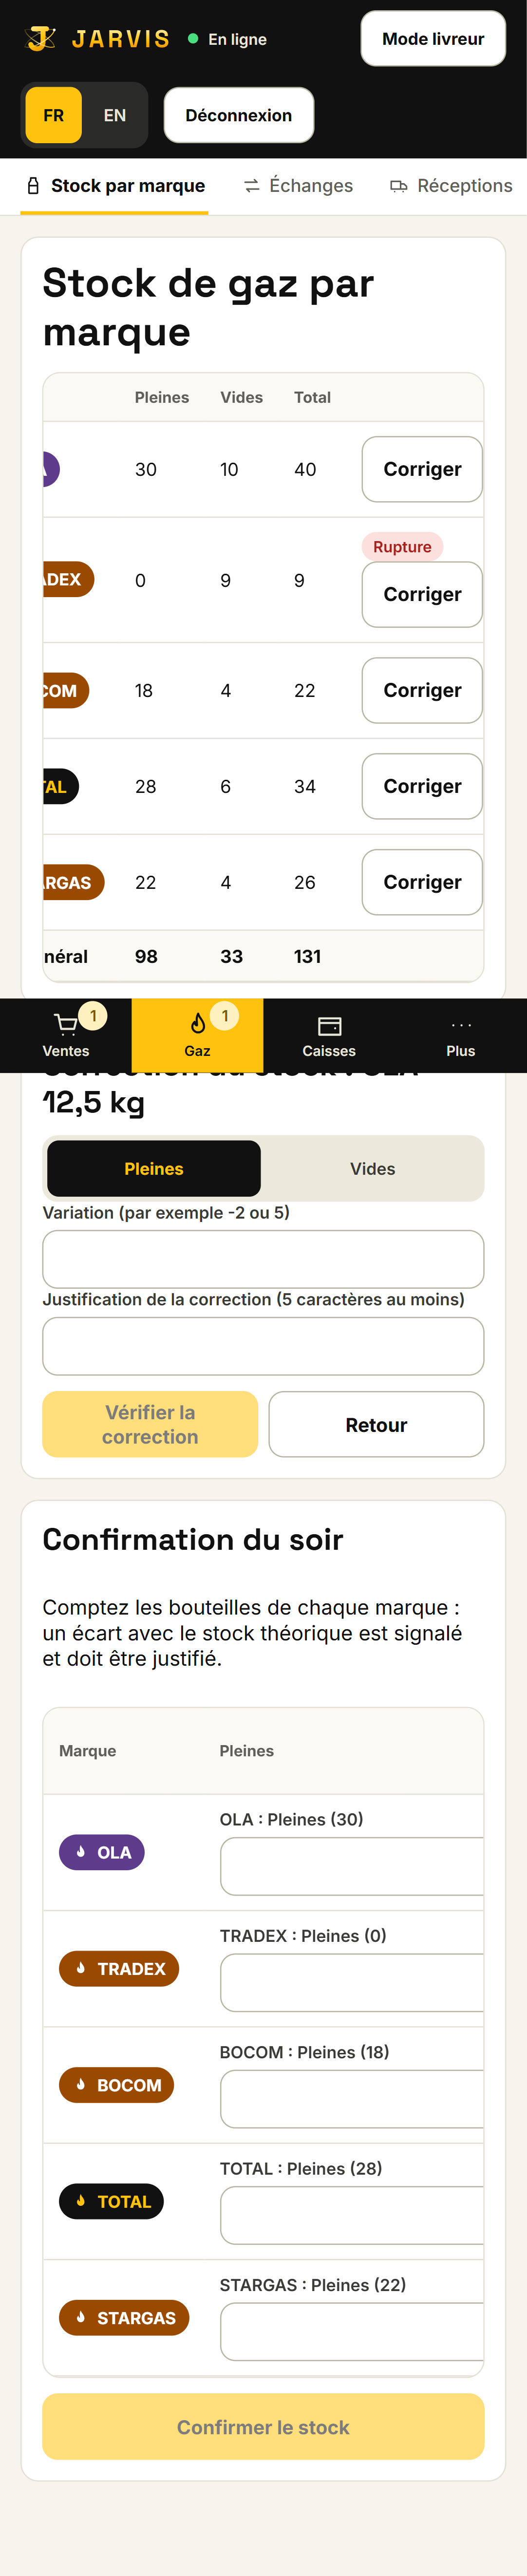 JARVIS
En ligne
Mode livreur
FR
EN
Déconnexion
Stock par marque
Échanges
Réceptions
Stock de gaz par
marque
Pleines Vides Total
30 10 40 Corriger
Rupture
ADEX 0 9 9 Corriger
COM 18 4 22 Corriger
TAL 28 6 34 Corriger
ARGAS 22 4 26 Corriger
néral 98 33 131
1
1
Ventes
Gaz
Caisses
Plus
12,5 kg
Pleines
Vides
Variation (par exemple -2 ou 5)
Justification de la correction (5 caractères au moins)
Vérifier la
correction
Retour
Confirmation du soir
Comptez les bouteilles de chaque marque :
un écart avec le stock théorique est signalé
et doit être justifié.
Marque Pleines
OLA : Pleines (30)
OLA
TRADEX : Pleines (0)
TRADEX
BOCOM : Pleines (18)
BOCOM
TOTAL : Pleines (28)
TOTAL
STARGAS : Pleines (22)
STARGAS
Confirmer le stock